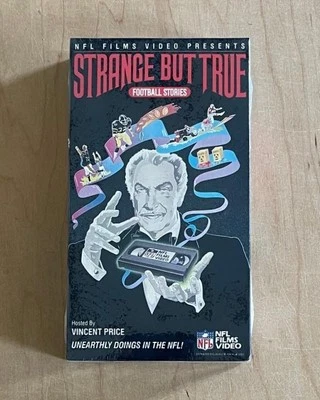 NFL FILMS VIDEO PRESENTS
STRANGE BUT TRUE
FOOTBALL STORIES
Hosted By
VINCENT PRICE
UNEARTHLY DOINGS IN THE NFL!
NFL
NFL
FILMS
VIDEO